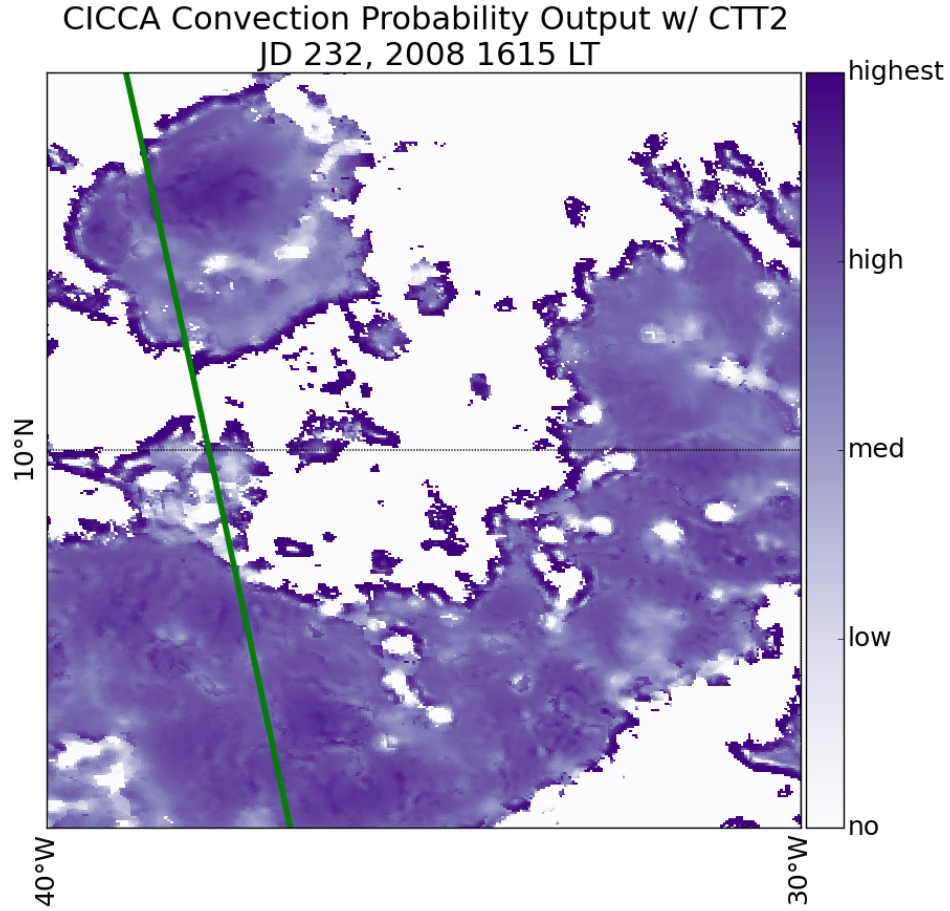 CICCA Convection Probability Output w/ CTT2
JD 232, 2008 1615 LT
highest
high
10°N
med
low
no
40°W
30°W